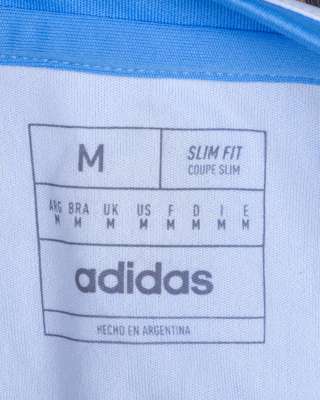 M
SLIM FIT
COUPE SLIM
ARG BRA UK US F D I E
M M M M M M M M
adidas
HECHO EN ARGENTINA